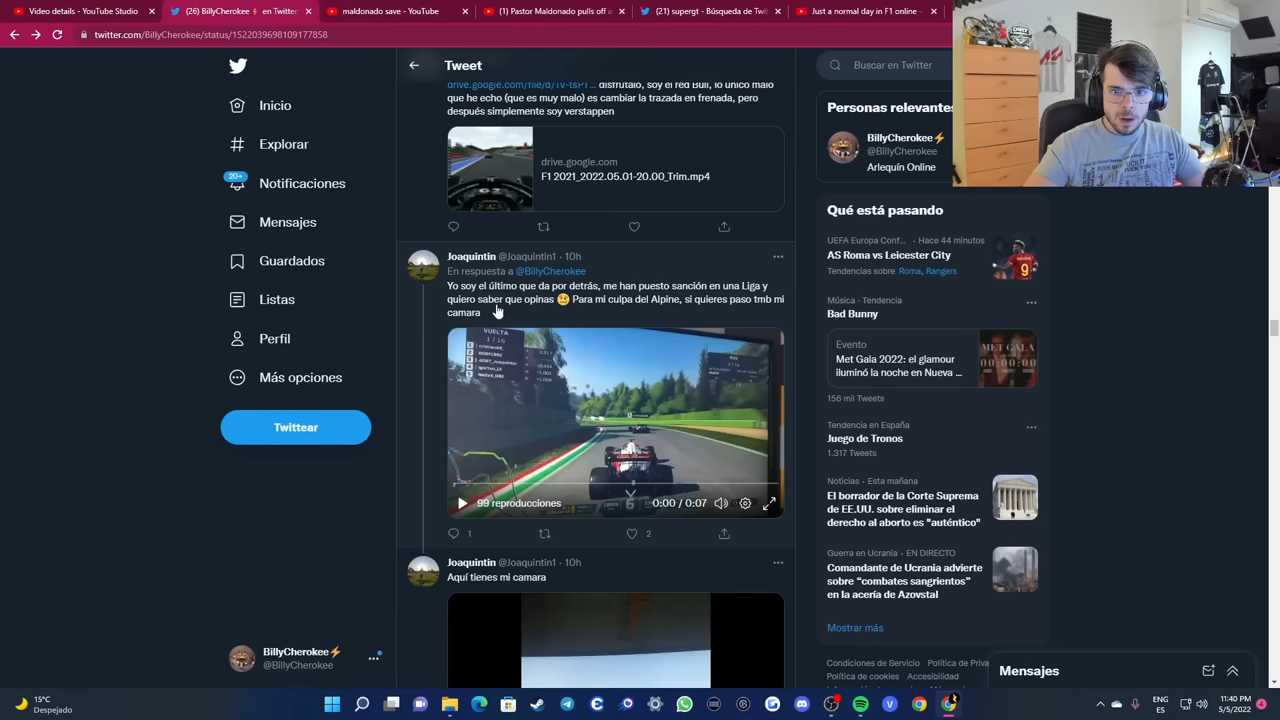 Video details - YouTube Studio
(26) BillyCherokee⚡ en Twitter:
maldonado save - YouTube
(1) Pastor Maldonado pulls off a
(21) supergt - Búsqueda de Twit
Just a normal day in F1 online -
twitter.com/BillyCherokee/status/1522039698109177858
Inicio
Explorar
20+
Notificaciones
Mensajes
Guardados
Listas
Perfil
Más opciones
Twittear
BillyCherokee⚡
@BillyCherokee
Tweet
disfrútalo, soy el red Bull, lo único malo
que he echo (que es muy malo) es cambiar la trazada en frenada, pero
después simplemente soy verstappen
drive.google.com
F1 2021_2022.05.01-20.00_Trim.mp4
Joaquintin @Joaquintin1 · 10h
En respuesta a @BillyCherokee
Yo soy el último que da por detrás, me han puesto sanción en una Liga y
quiero saber que opinas 😢 Para mi culpa del Alpine, si quieres paso tmb mi
camara
VUELTA
1 / 16
99 reproducciones
0:00 / 0:07
1
2
Joaquintin @Joaquintin1 · 10h
Aquí tienes mi camara
Buscar en Twitter
Personas relevantes
BillyCherokee⚡
@BillyCherokee
Arlequín Online
Qué está pasando
UEFA Europa Conf... · Hace 44 minutos
AS Roma vs Leicester City
Tendencias sobre Roma, Rangers
Música · Tendencia
Bad Bunny
Evento
Met Gala 2022: el glamour
iluminó la noche en Nueva ...
156 mil Tweets
Tendencia en España
Juego de Tronos
1.317 Tweets
Noticias · Esta mañana
El borrador de la Corte Suprema
de EE.UU. sobre eliminar el
derecho al aborto es "auténtico"
Guerra en Ucrania · EN DIRECTO
Comandante de Ucrania advierte
sobre “combates sangrientos”
en la acería de Azovstal
Mostrar más
Condiciones de Servicio Política de Priva
Política de cookies Accesibilidad
Mensajes
15°C
Despejado
ENG
ES
11:40 PM
5/5/2022
4